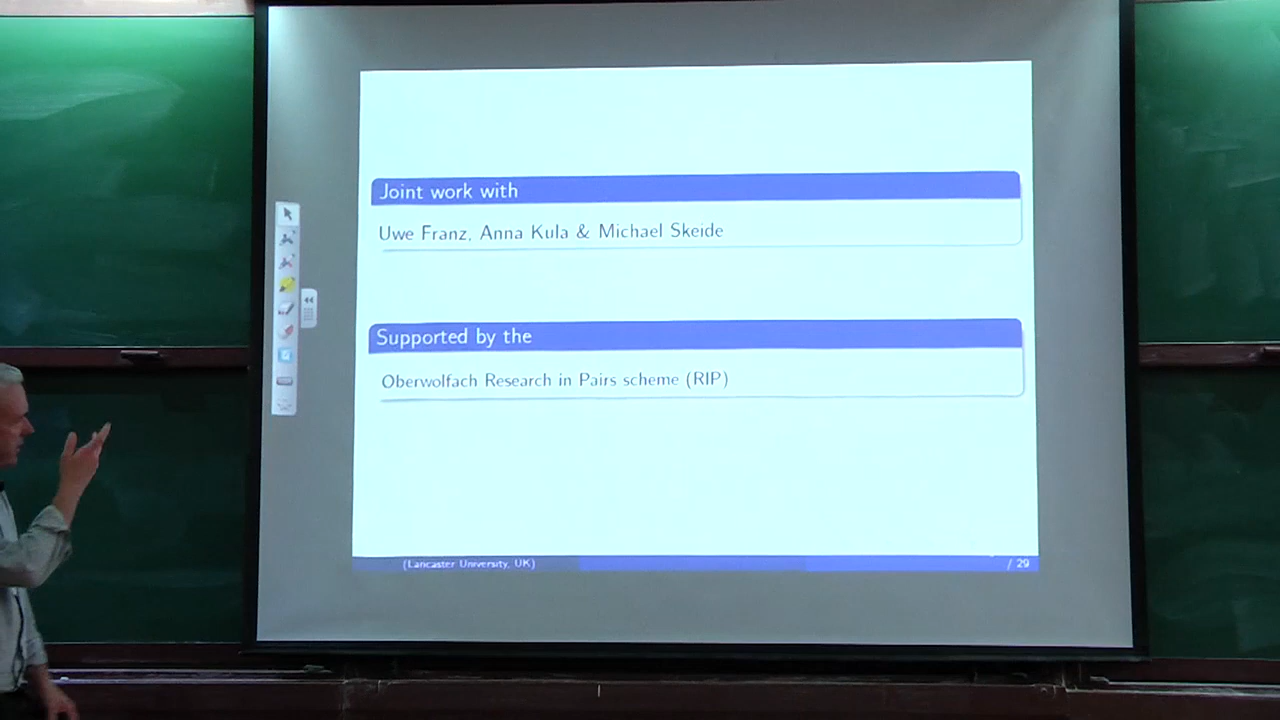 Joint work with
Uwe Franz, Anna Kula & Michael Skeide
Supported by the
Oberwolfach Research in Pairs scheme (RIP)
(Lancaster University, UK)
/ 29